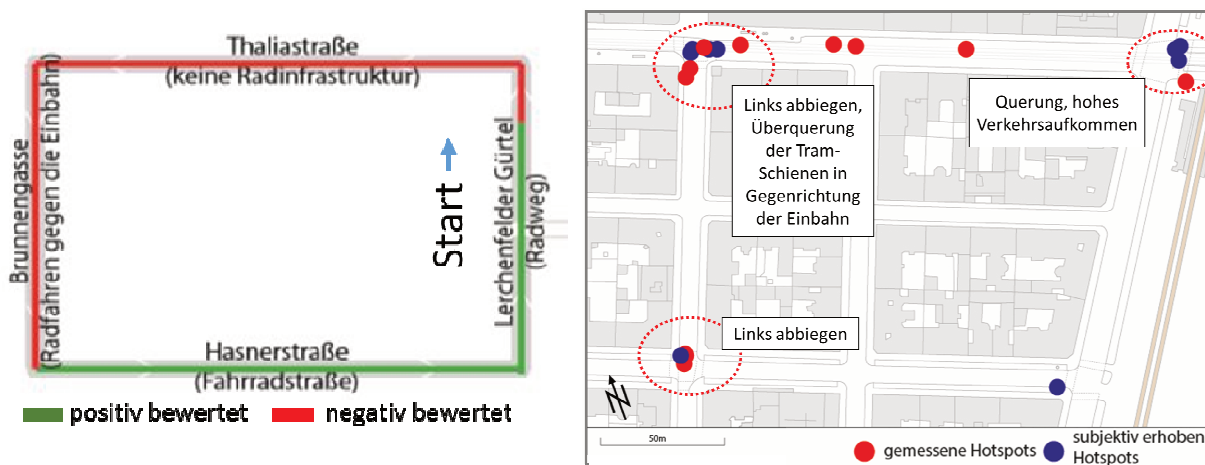 Thaliastraße
(keine Radinfrastruktur)
Brunnengasse
(Radfahren gegen die Einbahn)
Start
Lerchenfelder Gürtel
(Radweg)
Hasnerstraße
(Fahrradstraße)
positiv bewertet
negativ bewertet
Links abbiegen,
Überquerung
der Tram-
Schienen in
Gegenrichtung
der Einbahn
Querung, hohes
Verkehrsaufkommen
Links abbiegen
N
50m
gemessene Hotspots
subjektiv erhoben
Hotspots